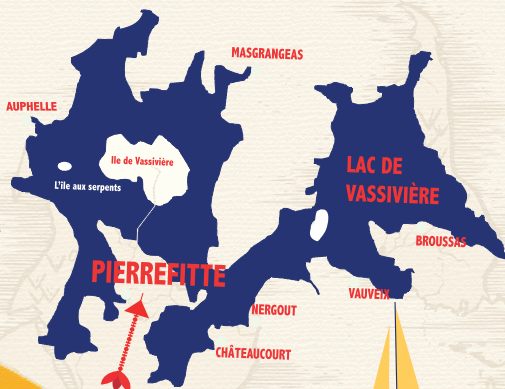 MASGRANGEAS
AUPHELLE
Ile de Vassivière
L'île aux serpents
LAC DE
VASSIVIÈRE
BROUSSAS
PIERREFITTE
VAUVEIX
NERGOUT
CHÂTEAUCOURT